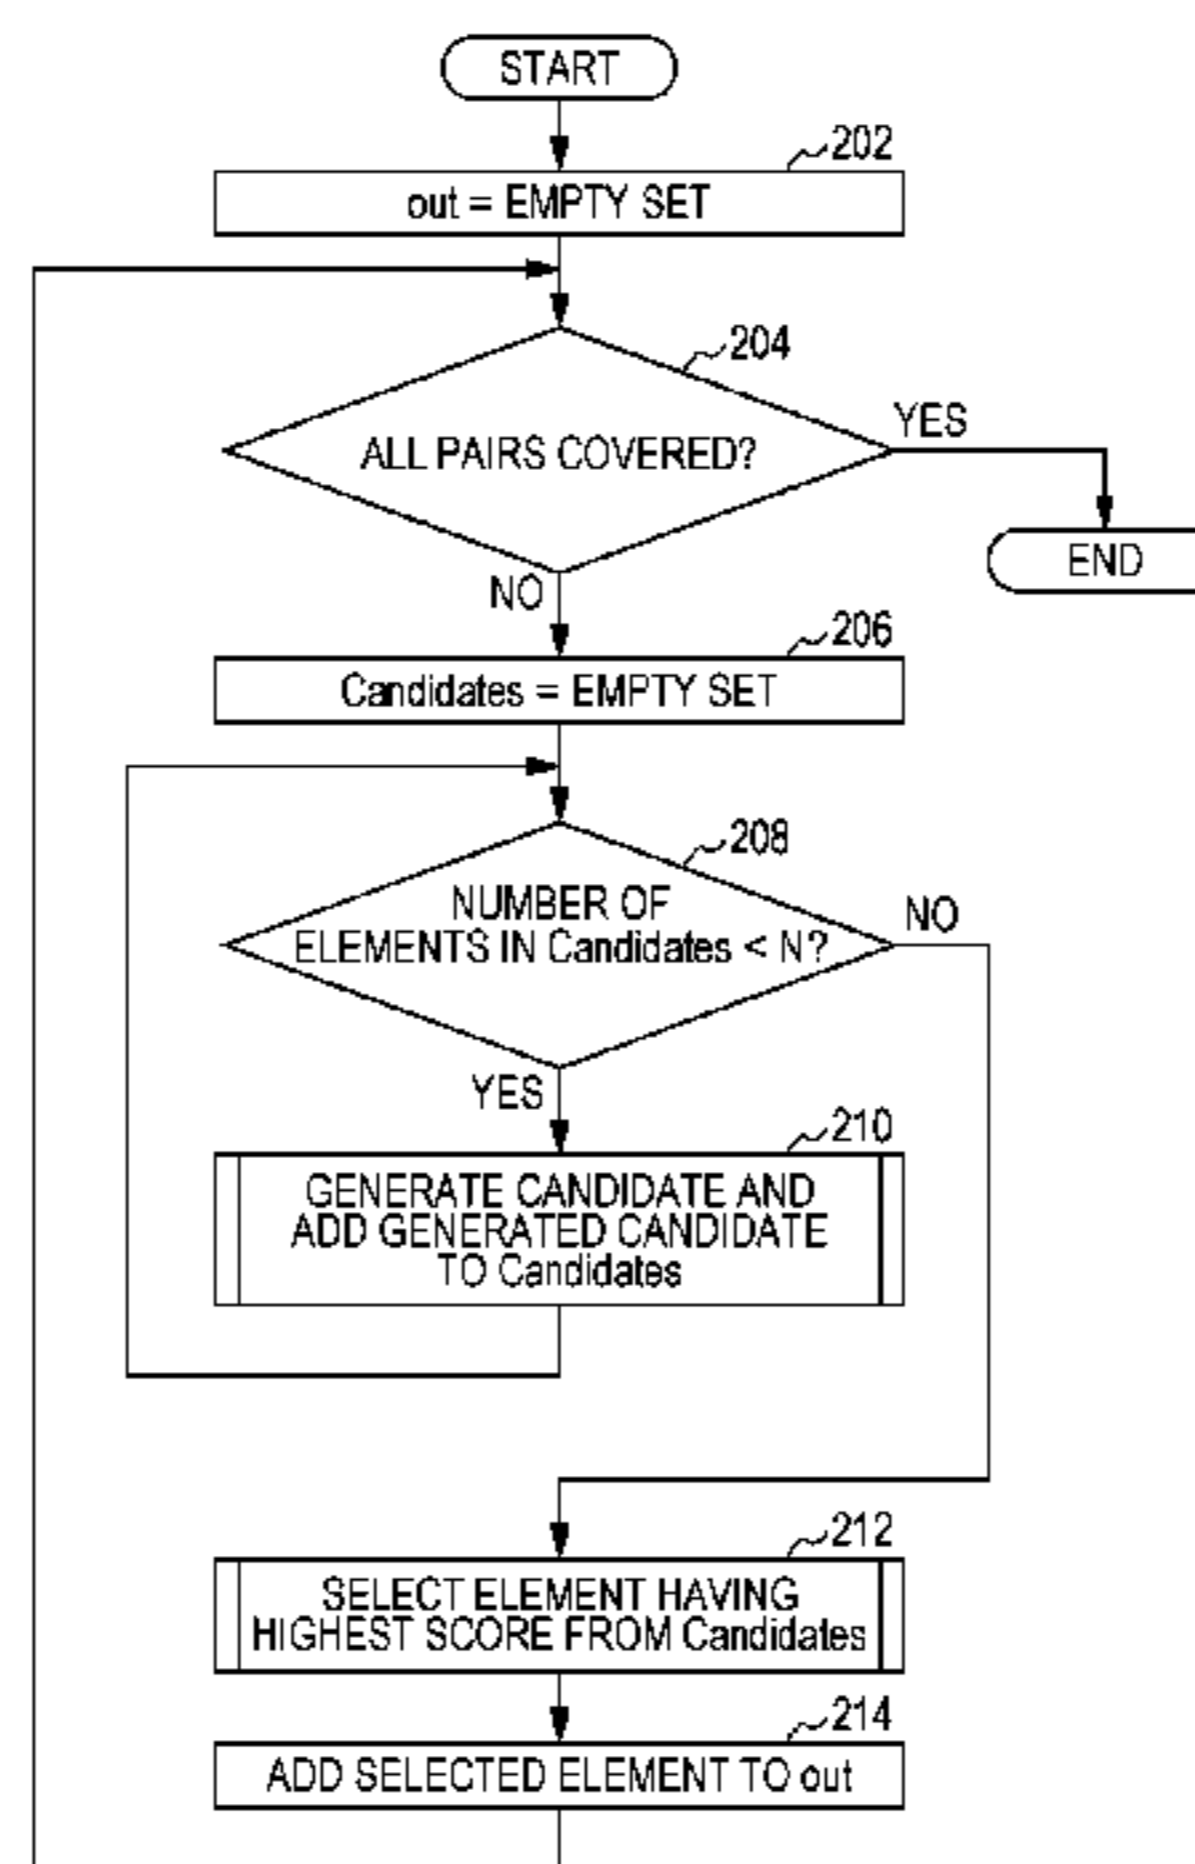 START
202
out = EMPTY SET
204
ALL PAIRS COVERED?
YES
END
NO
206
Candidates = EMPTY SET
208
NUMBER OF
ELEMENTS IN Candidates < N?
NO
YES
210
GENERATE CANDIDATE AND
ADD GENERATED CANDIDATE
TO Candidates
212
SELECT ELEMENT HAVING
HIGHEST SCORE FROM Candidates
214
ADD SELECTED ELEMENT TO out